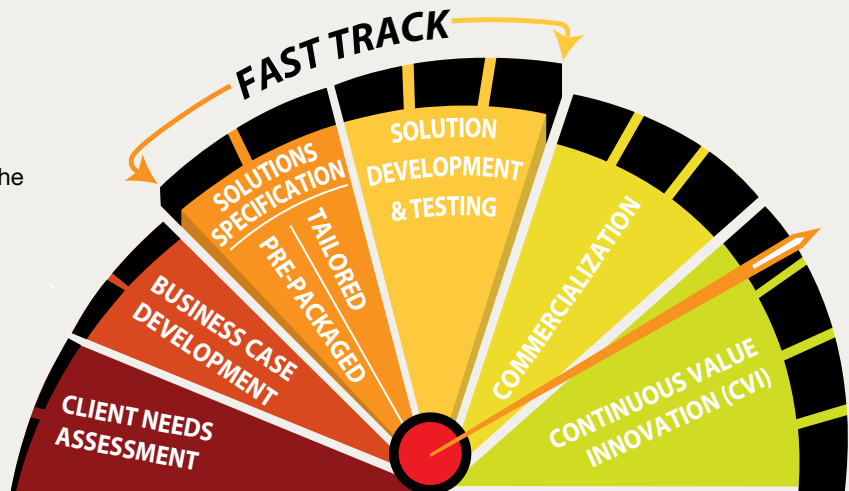 FAST TRACK
he
CLIENT NEEDS
ASSESSMENT
BUSINESS CASE
DEVELOPMENT
SOLUTIONS
SPECIFICATION
PRE-PACKAGED
TAILORED
SOLUTION
DEVELOPMENT
& TESTING
COMMERCIALIZATION
CONTINUOUS VALUE
INNOVATION (CVI)